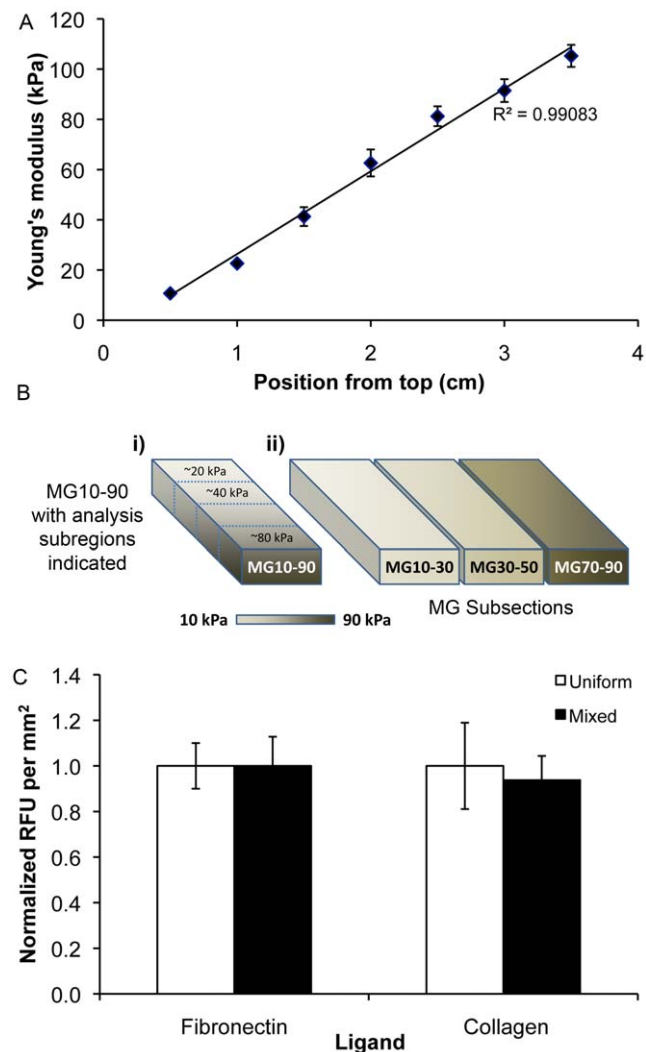 A
Young's modulus (kPa)
120
100
80
60
40
20
0
R² = 0.99083
0 1 2 3 4
Position from top (cm)
B
i)
ii)
MG10-90
with analysis
subregions
indicated
~20 kPa
~40 kPa
~80 kPa
MG10-90
MG10-30 MG30-50 MG70-90
10 kPa 90 kPa
MG Subsections
C
Normalized RFU per mm²
1.4
1.2
1.0
0.8
0.6
0.4
0.2
0.0
Uniform
Mixed
Fibronectin Collagen
Ligand